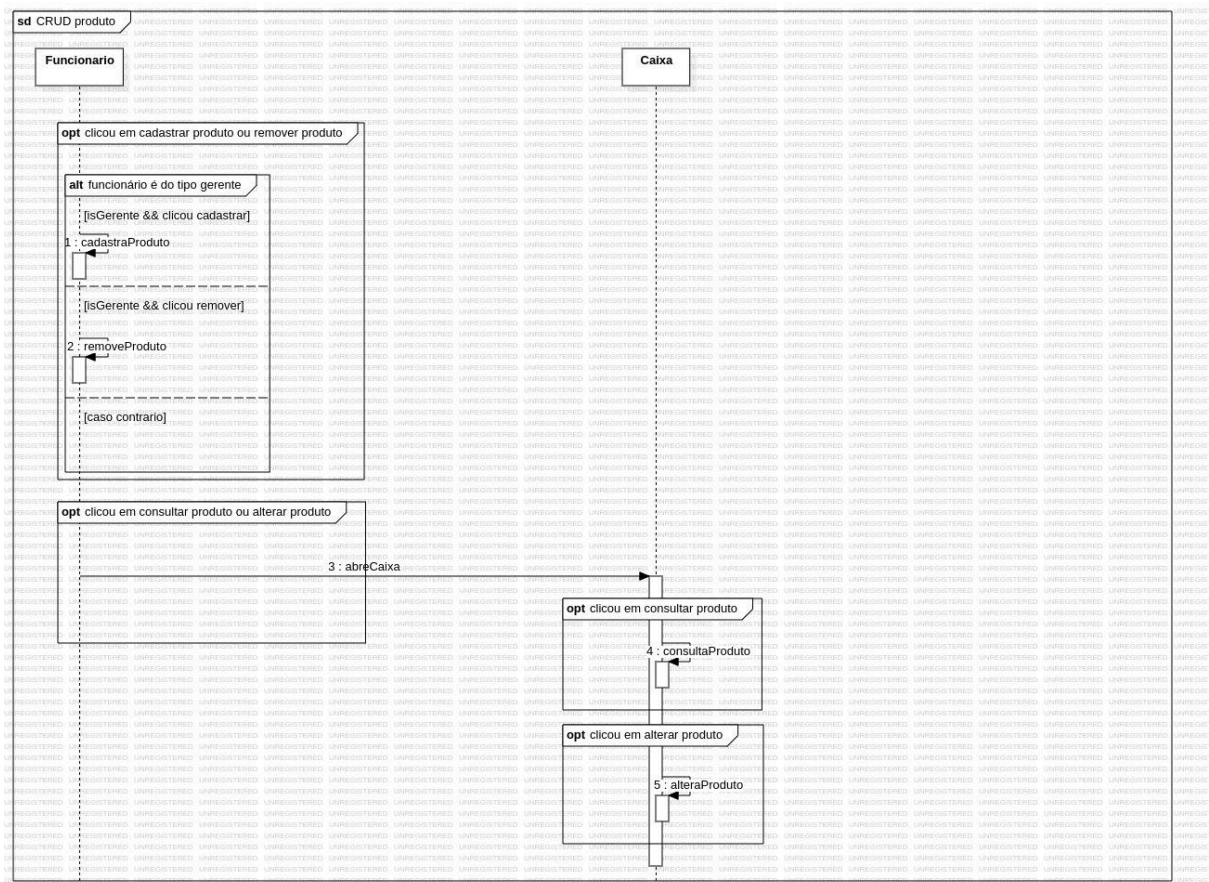 sd CRUD produto
Funcionario
Caixa
opt clicou em cadastrar produto ou remover produto
alt funcionário é do tipo gerente
[isGerente && clicou cadastrar]
1 : cadastraProduto
[isGerente && clicou remover]
2 : removeProduto
[caso contrario]
opt clicou em consultar produto ou alterar produto
3 : abreCaixa
opt clicou em consultar produto
4 : consultaProduto
opt clicou em alterar produto
5 : alteraProduto
UNREGISTERED